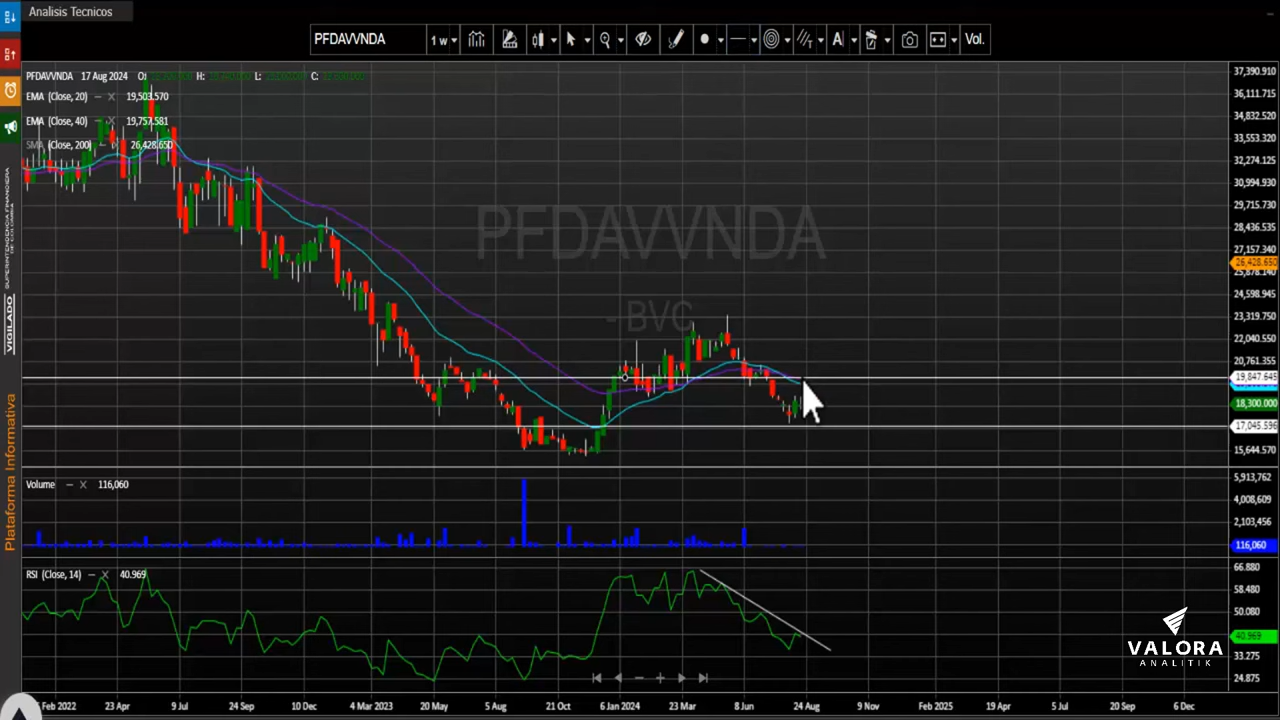 Analisis Tecnicos
PFDAVVNDA
1 w
A
Vol.
PFDAVVNDA 17 Aug 2024 O: H: L: C:
EMA (Close, 20) 19,503.570
EMA (Close, 40) 19,757.581
SMA (Close, 200) 26,428.650
PFDAVVNDA
-BVC
37,390.910
36,111.715
34,832.520
33,553.320
32,274.125
30,994.930
29,715.730
28,436.535
27,157.340
26,428.650
25,878.140
24,598.945
23,319.750
22,040.550
20,761.355
19,847.645
18,300.000
17,045.596
15,644.570
Volume 116,060
5,913,762
4,008,609
2,103,456
116,060
RSI (Close, 14) 40.969
66.880
58.480
50.080
40.969
33.275
24.875
Feb 2022 23 Apr 9 Jul 24 Sep 10 Dec 4 Mar 2023 20 May 5 Aug 21 Oct 6 Jan 2024 23 Mar 8 Jun 24 Aug 9 Nov Feb 2025 19 Apr 5 Jul 20 Sep 6 Dec
VIGILADO
SUPERINTENDENCIA FINANCIERA
DE COLOMBIA
Plataforma Informativa
VALORA
ANALITIK